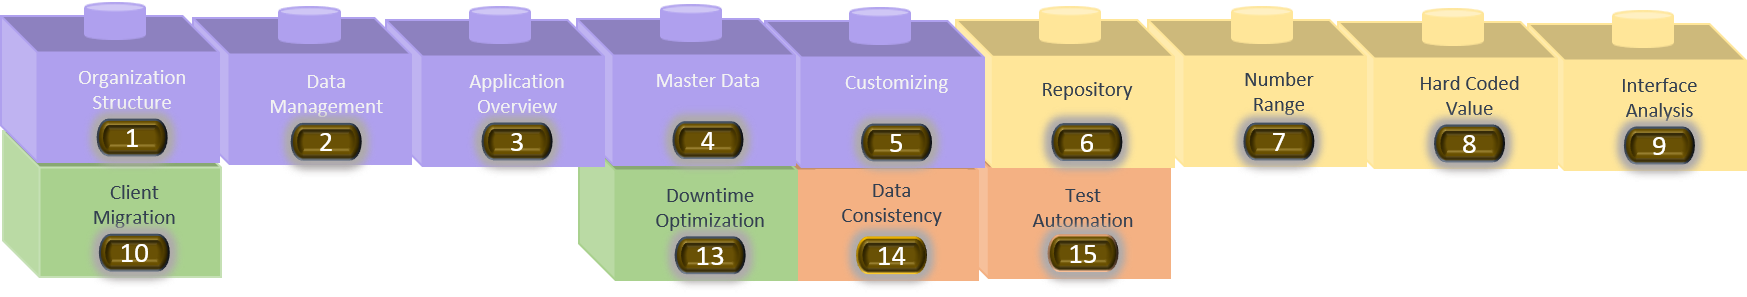 Organization
Structure
1
Data
Management
2
Application
Overview
3
Master Data
4
Customizing
5
Repository
6
Number
Range
7
Hard Coded
Value
8
Interface
Analysis
9
Client
Migration
10
Downtime
Optimization
13
Data
Consistency
14
Test
Automation
15